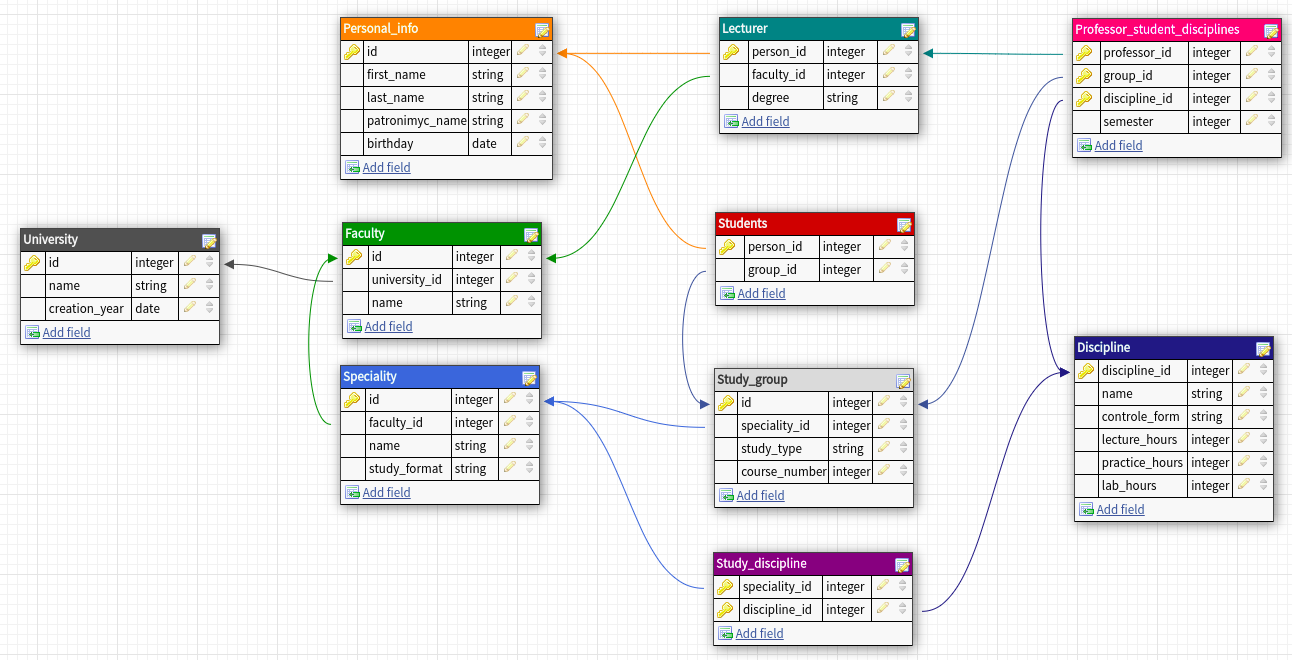 Personal_info
id integer
first_name string
last_name string
patronimyc_name string
birthday date
Add field
Lecturer
person_id integer
faculty_id integer
degree string
Add field
Professor_student_disciplines
professor_id integer
group_id integer
discipline_id integer
semester integer
Add field
University
id integer
name string
creation_year date
Add field
Faculty
id integer
university_id integer
name string
Add field
Students
person_id integer
group_id integer
Add field
Speciality
id integer
faculty_id integer
name string
study_format string
Add field
Study_group
id integer
speciality_id integer
study_type string
course_number integer
Add field
Discipline
discipline_id integer
name string
controle_form string
lecture_hours integer
practice_hours integer
lab_hours integer
Add field
Study_discipline
speciality_id integer
discipline_id integer
Add field